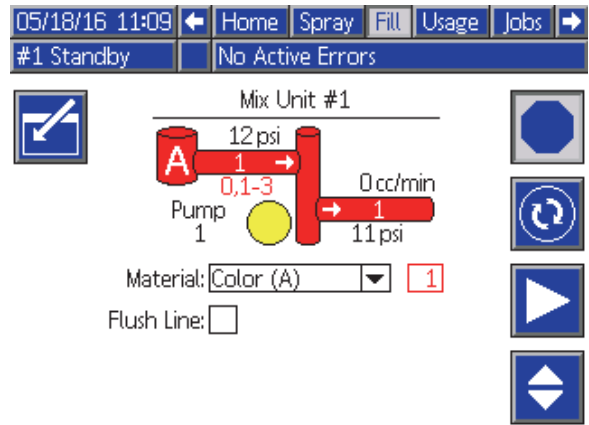 05/18/16 11:09 Home Spray Fill Usage Jobs
#1 Standby No Active Errors
Mix Unit #1
12 psi
A
1
0,1-3
0 cc/min
Pump
1
1
11 psi
Material: Color (A) 1
Flush Line: